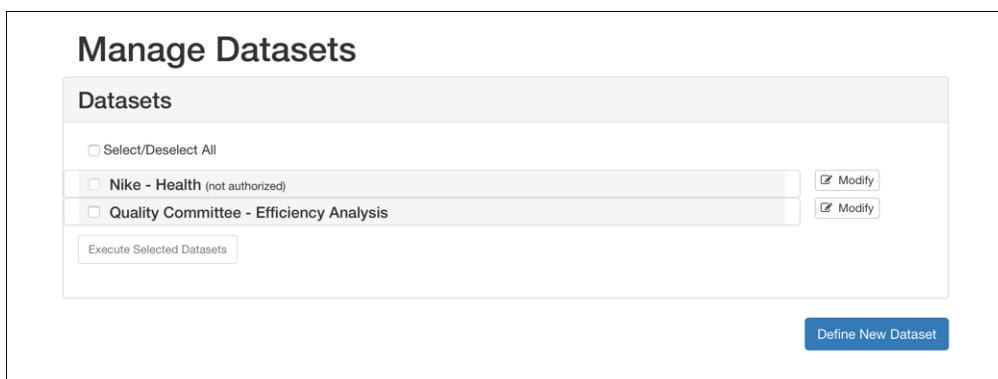 Manage Datasets
Datasets
Select/Deselect All
Nike - Health (not authorized)
Modify
Quality Committee - Efficiency Analysis
Modify
Execute Selected Datasets
Define New Dataset